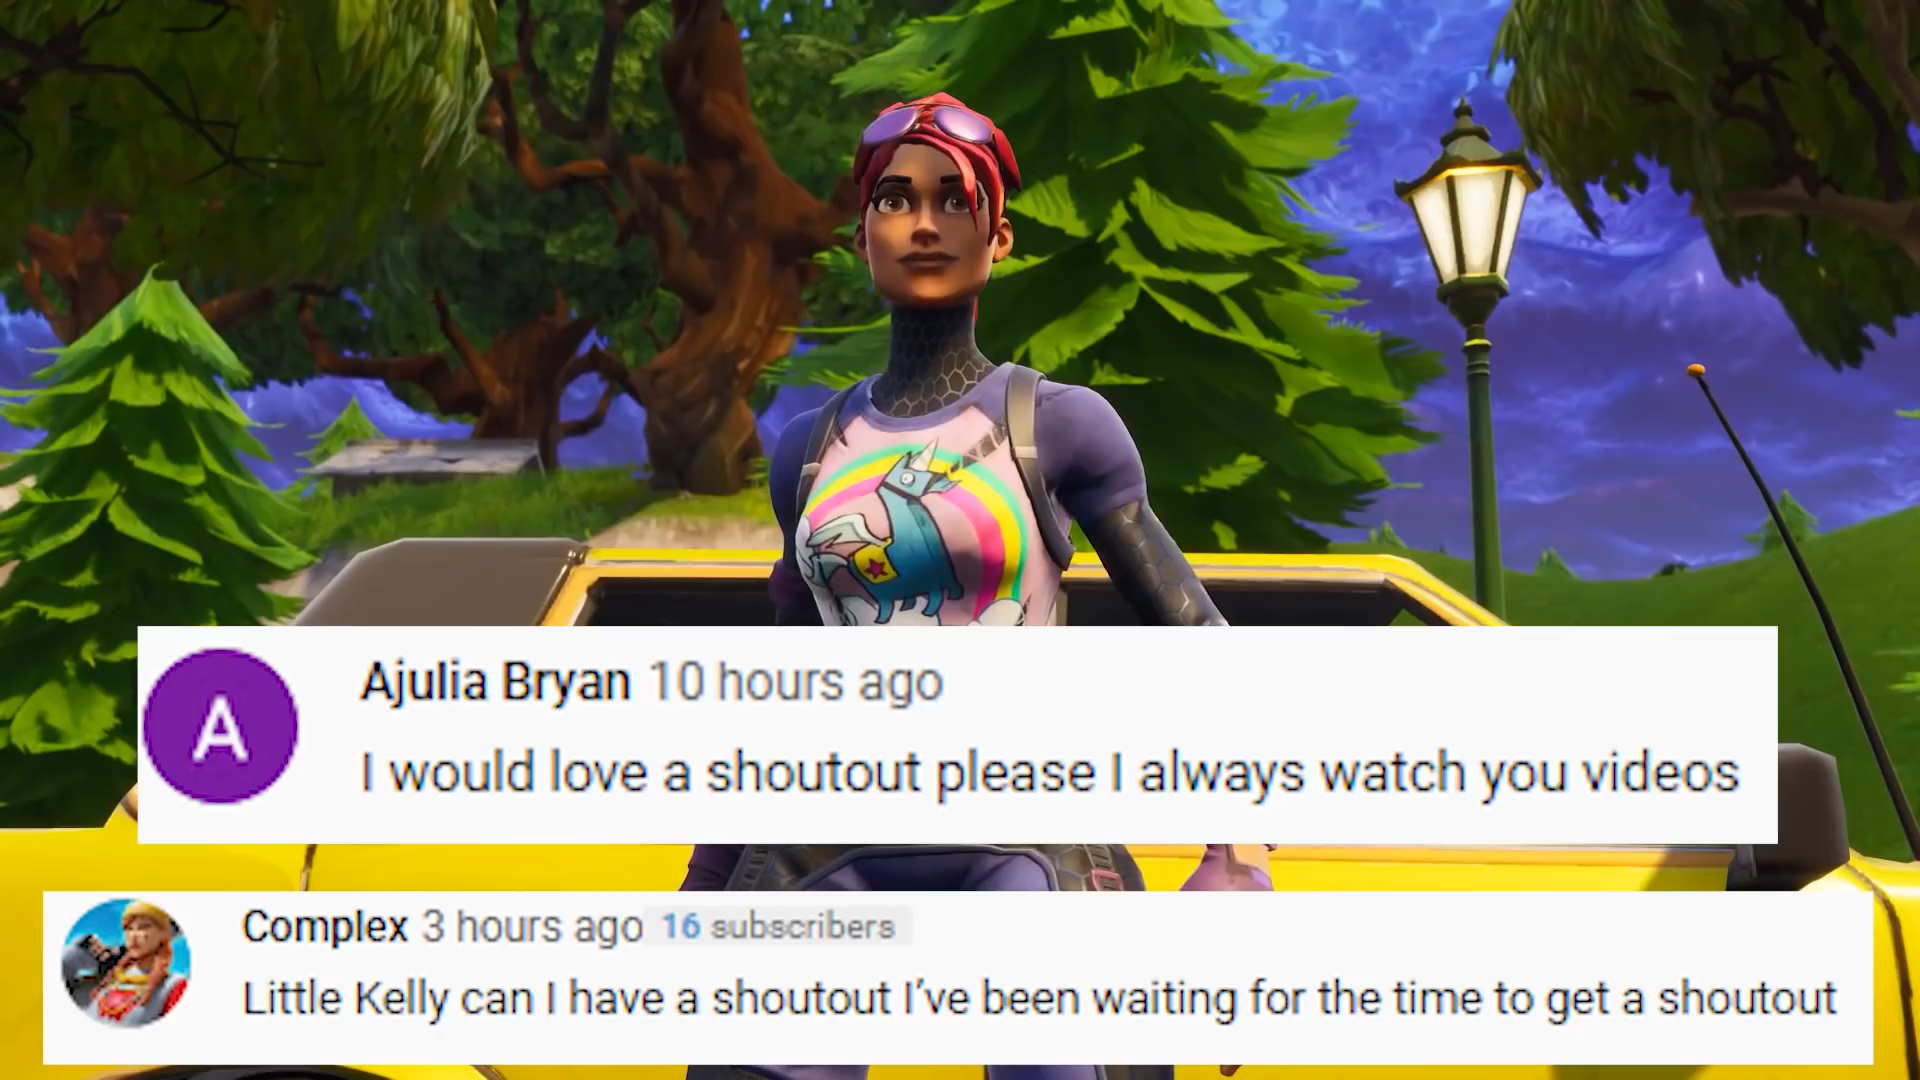 Ajulia Bryan 10 hours ago
A
I would love a shoutout please I always watch you videos
Complex 3 hours ago 16 subscribers
Little Kelly can I have a shoutout I've been waiting for the time to get a shoutout